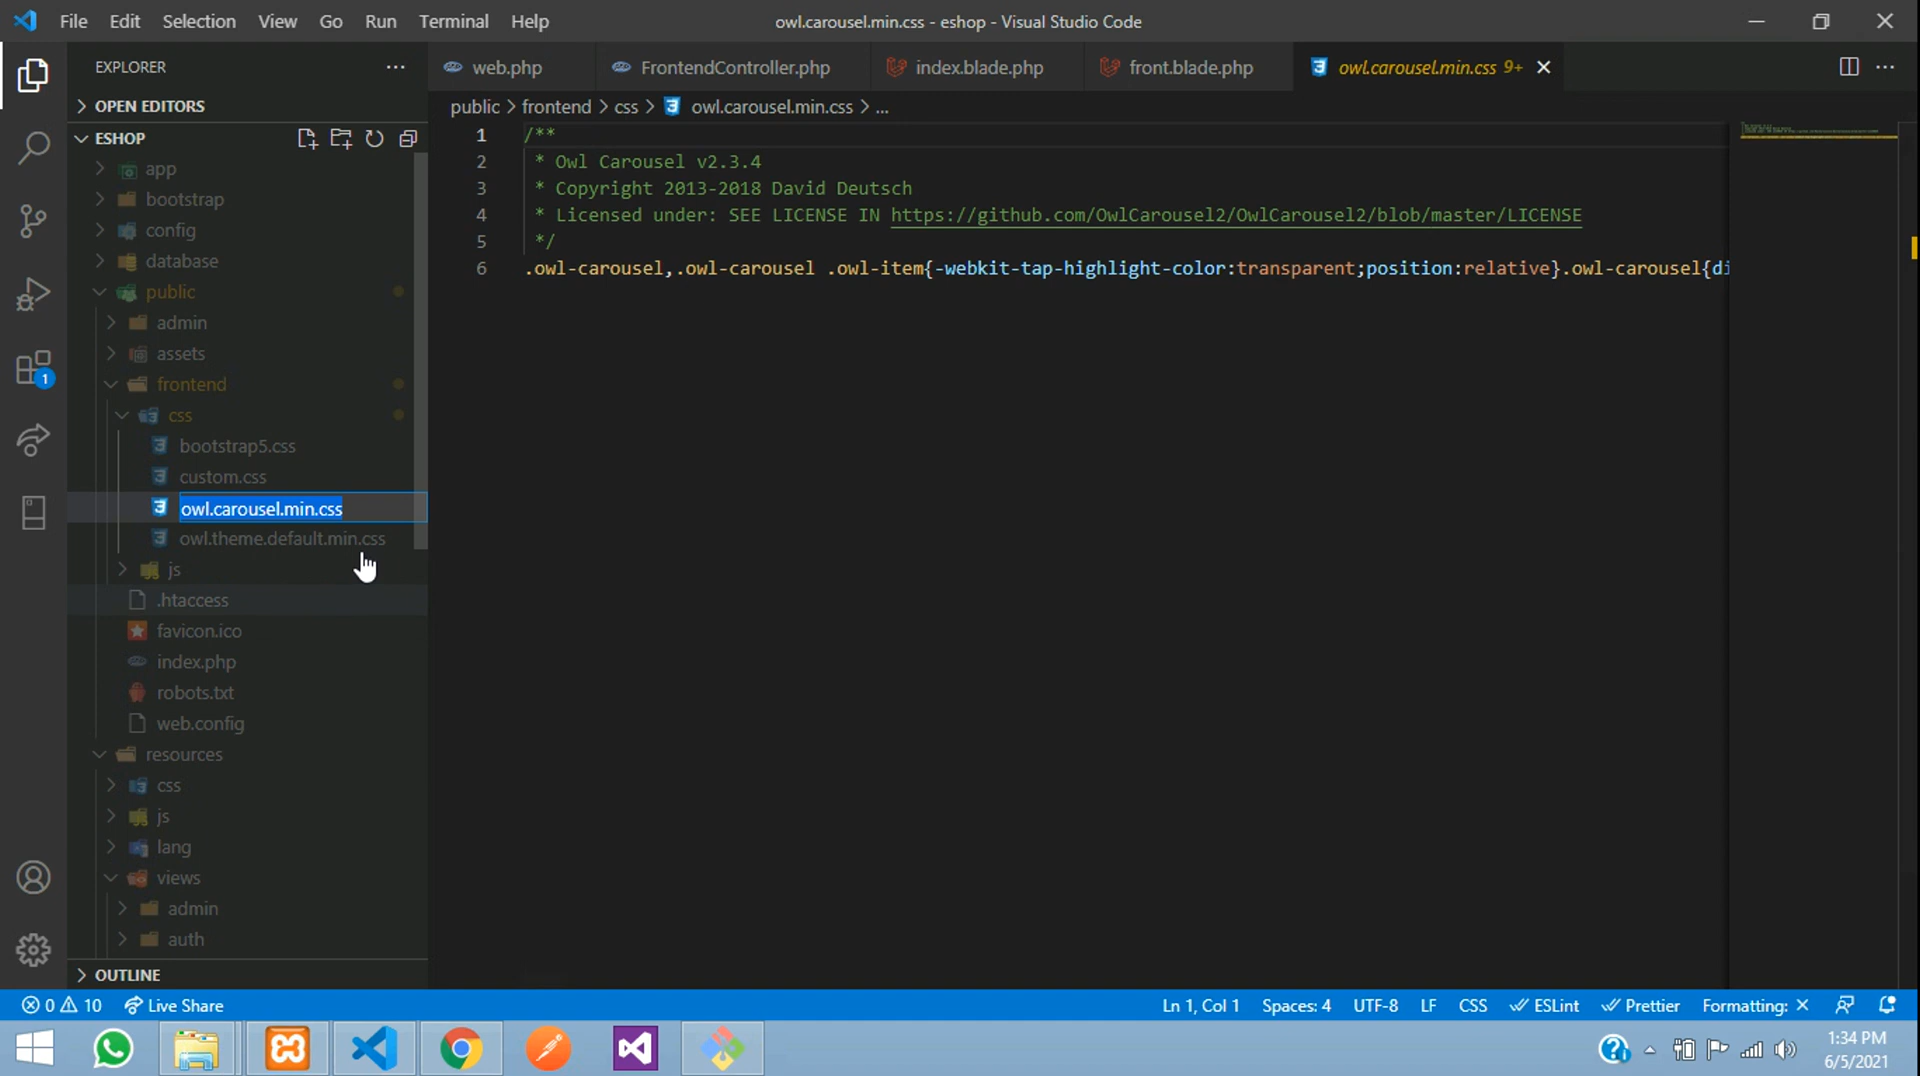 File Edit Selection View Go Run Terminal Help
owl.carousel.min.css - eshop - Visual Studio Code
EXPLORER
OPEN EDITORS
ESHOP
app
bootstrap
config
database
public
admin
assets
frontend
css
bootstrap5.css
custom.css
owl.carousel.min.css
owl.theme.default.min.css
js
.htaccess
favicon.ico
index.php
robots.txt
web.config
resources
css
js
lang
views
admin
auth
OUTLINE
1
web.php FrontendController.php index.blade.php front.blade.php owl.carousel.min.css 9+
public > frontend > css > owl.carousel.min.css > ...
1 /**
2 * Owl Carousel v2.3.4
3 * Copyright 2013-2018 David Deutsch
4 * Licensed under: SEE LICENSE IN https://github.com/OwlCarousel2/OwlCarousel2/blob/master/LICENSE
5 */
6 .owl-carousel,.owl-carousel .owl-item{-webkit-tap-highlight-color:transparent;position:relative}.owl-carousel{di
0 10 Live Share
Ln 1, Col 1 Spaces: 4 UTF-8 LF CSS ESLint Prettier Formatting: ×
1:34 PM
6/5/2021